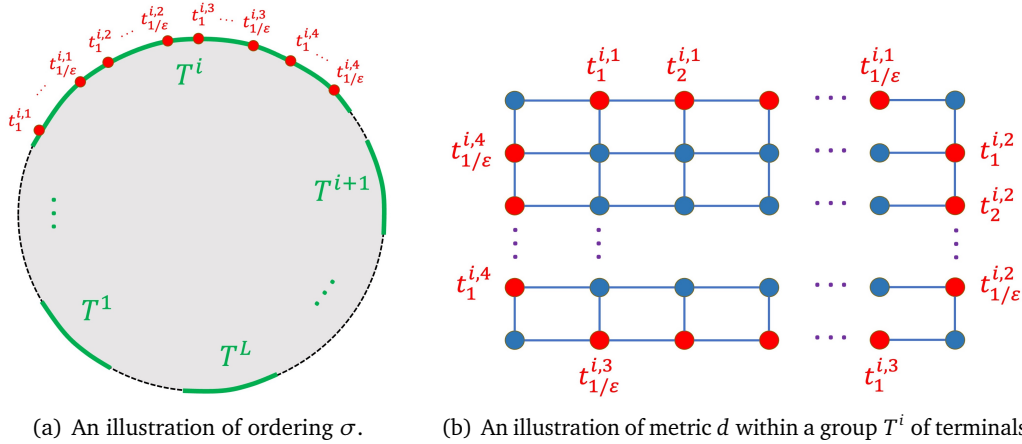 t_1^{i,1} ... t_{1/ε}^{i,1} t_1^{i,2} ... t_{1/ε}^{i,2} t_1^{i,3} ... t_{1/ε}^{i,3} t_1^{i,4} ... t_{1/ε}^{i,4}
T^i
T^{i+1}
T^1
T^L
(a) An illustration of ordering σ.
t_1^{i,1} t_2^{i,1} t_{1/ε}^{i,1}
t_{1/ε}^{i,4} t_1^{i,2}
t_2^{i,2}
t_1^{i,4} t_{1/ε}^{i,2}
t_{1/ε}^{i,3} t_1^{i,3}
(b) An illustration of metric d within a group T^i of terminals